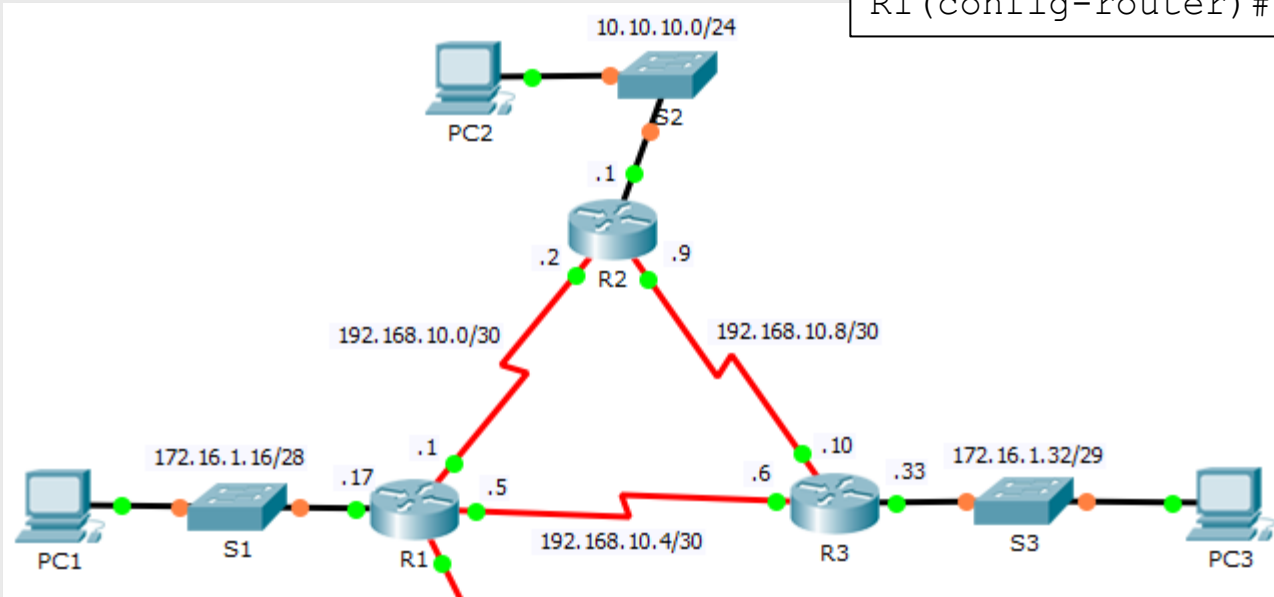 R1(config-router)#
10.10.10.0/24
PC2
S2
.1
.2
.9
R2
192.168.10.0/30
192.168.10.8/30
.1
.10
172.16.1.16/28
.17
.5
.6
.33
172.16.1.32/29
192.168.10.4/30
PC1
S1
R1
R3
S3
PC3